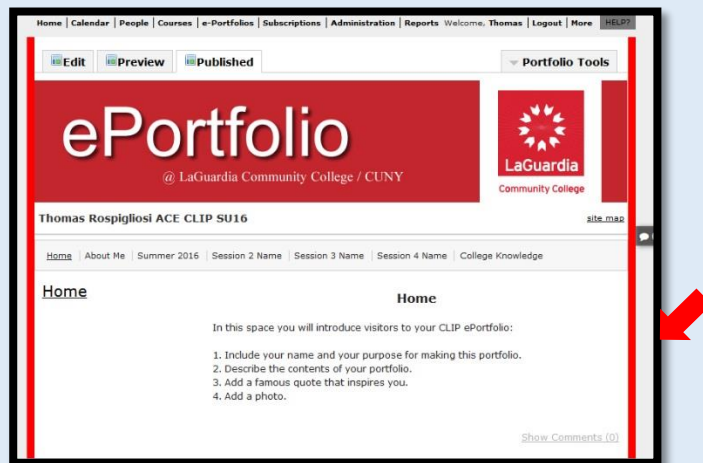 Home | Calendar | People | Courses | e-Portfolios | Subscriptions | Administration | Reports Welcome, Thomas | Logout | More HELP?
Edit Preview Published Portfolio Tools
ePortfolio
@ LaGuardia Community College / CUNY
LaGuardia
Community College
Thomas Rospigliosi ACE CLIP SU16 site map
Home | About Me | Summer 2016 | Session 2 Name | Session 3 Name | Session 4 Name | College Knowledge
Home
Home
In this space you will introduce visitors to your CLIP ePortfolio:
1. Include your name and your purpose for making this portfolio.
2. Describe the contents of your portfolio.
3. Add a famous quote that inspires you.
4. Add a photo.
Show Comments (0)